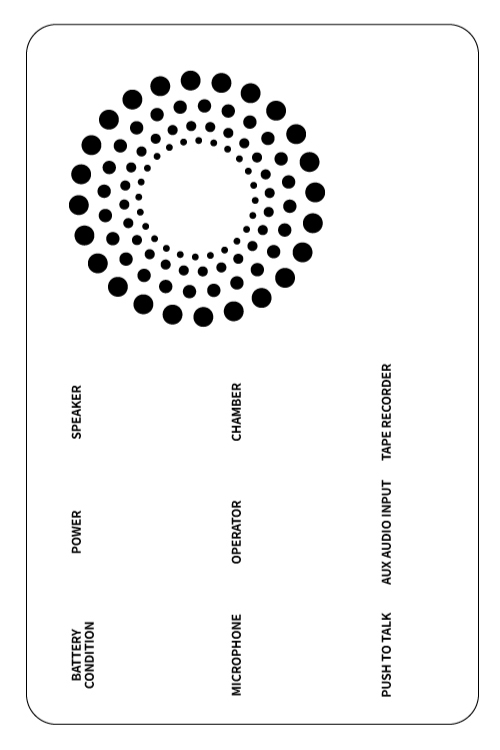 SPEAKER
CHAMBER
TAPE RECORDER
POWER
OPERATOR
AUX AUDIO INPUT
BATTERY
CONDITION
MICROPHONE
PUSH TO TALK